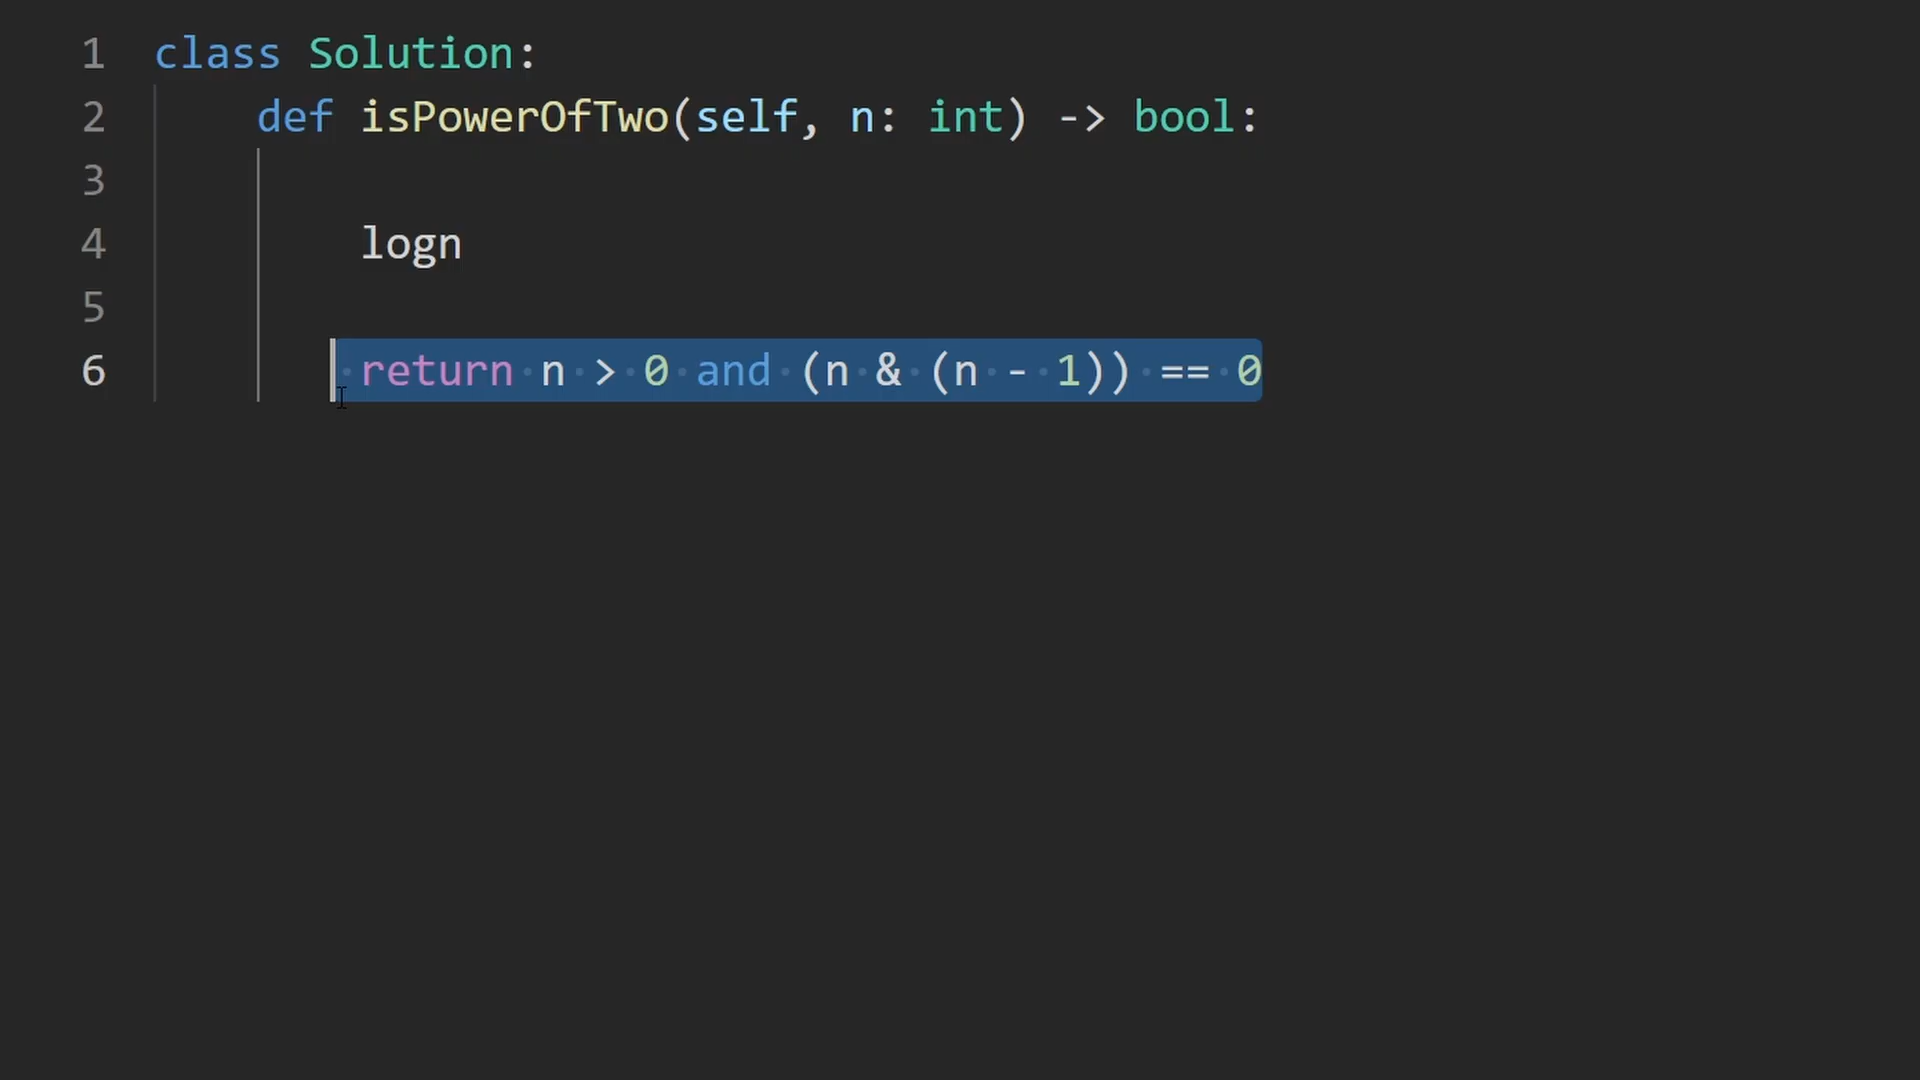 1 class Solution:
2     def isPowerOfTwo(self, n: int) -> bool:
3
4         logn
5
6         return n > 0 and (n & (n - 1)) == 0